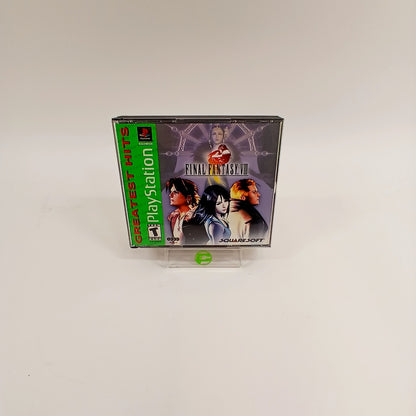 GREATEST HITS
PlayStation
FINAL FANTASY VIII
T
SQUARESOFT